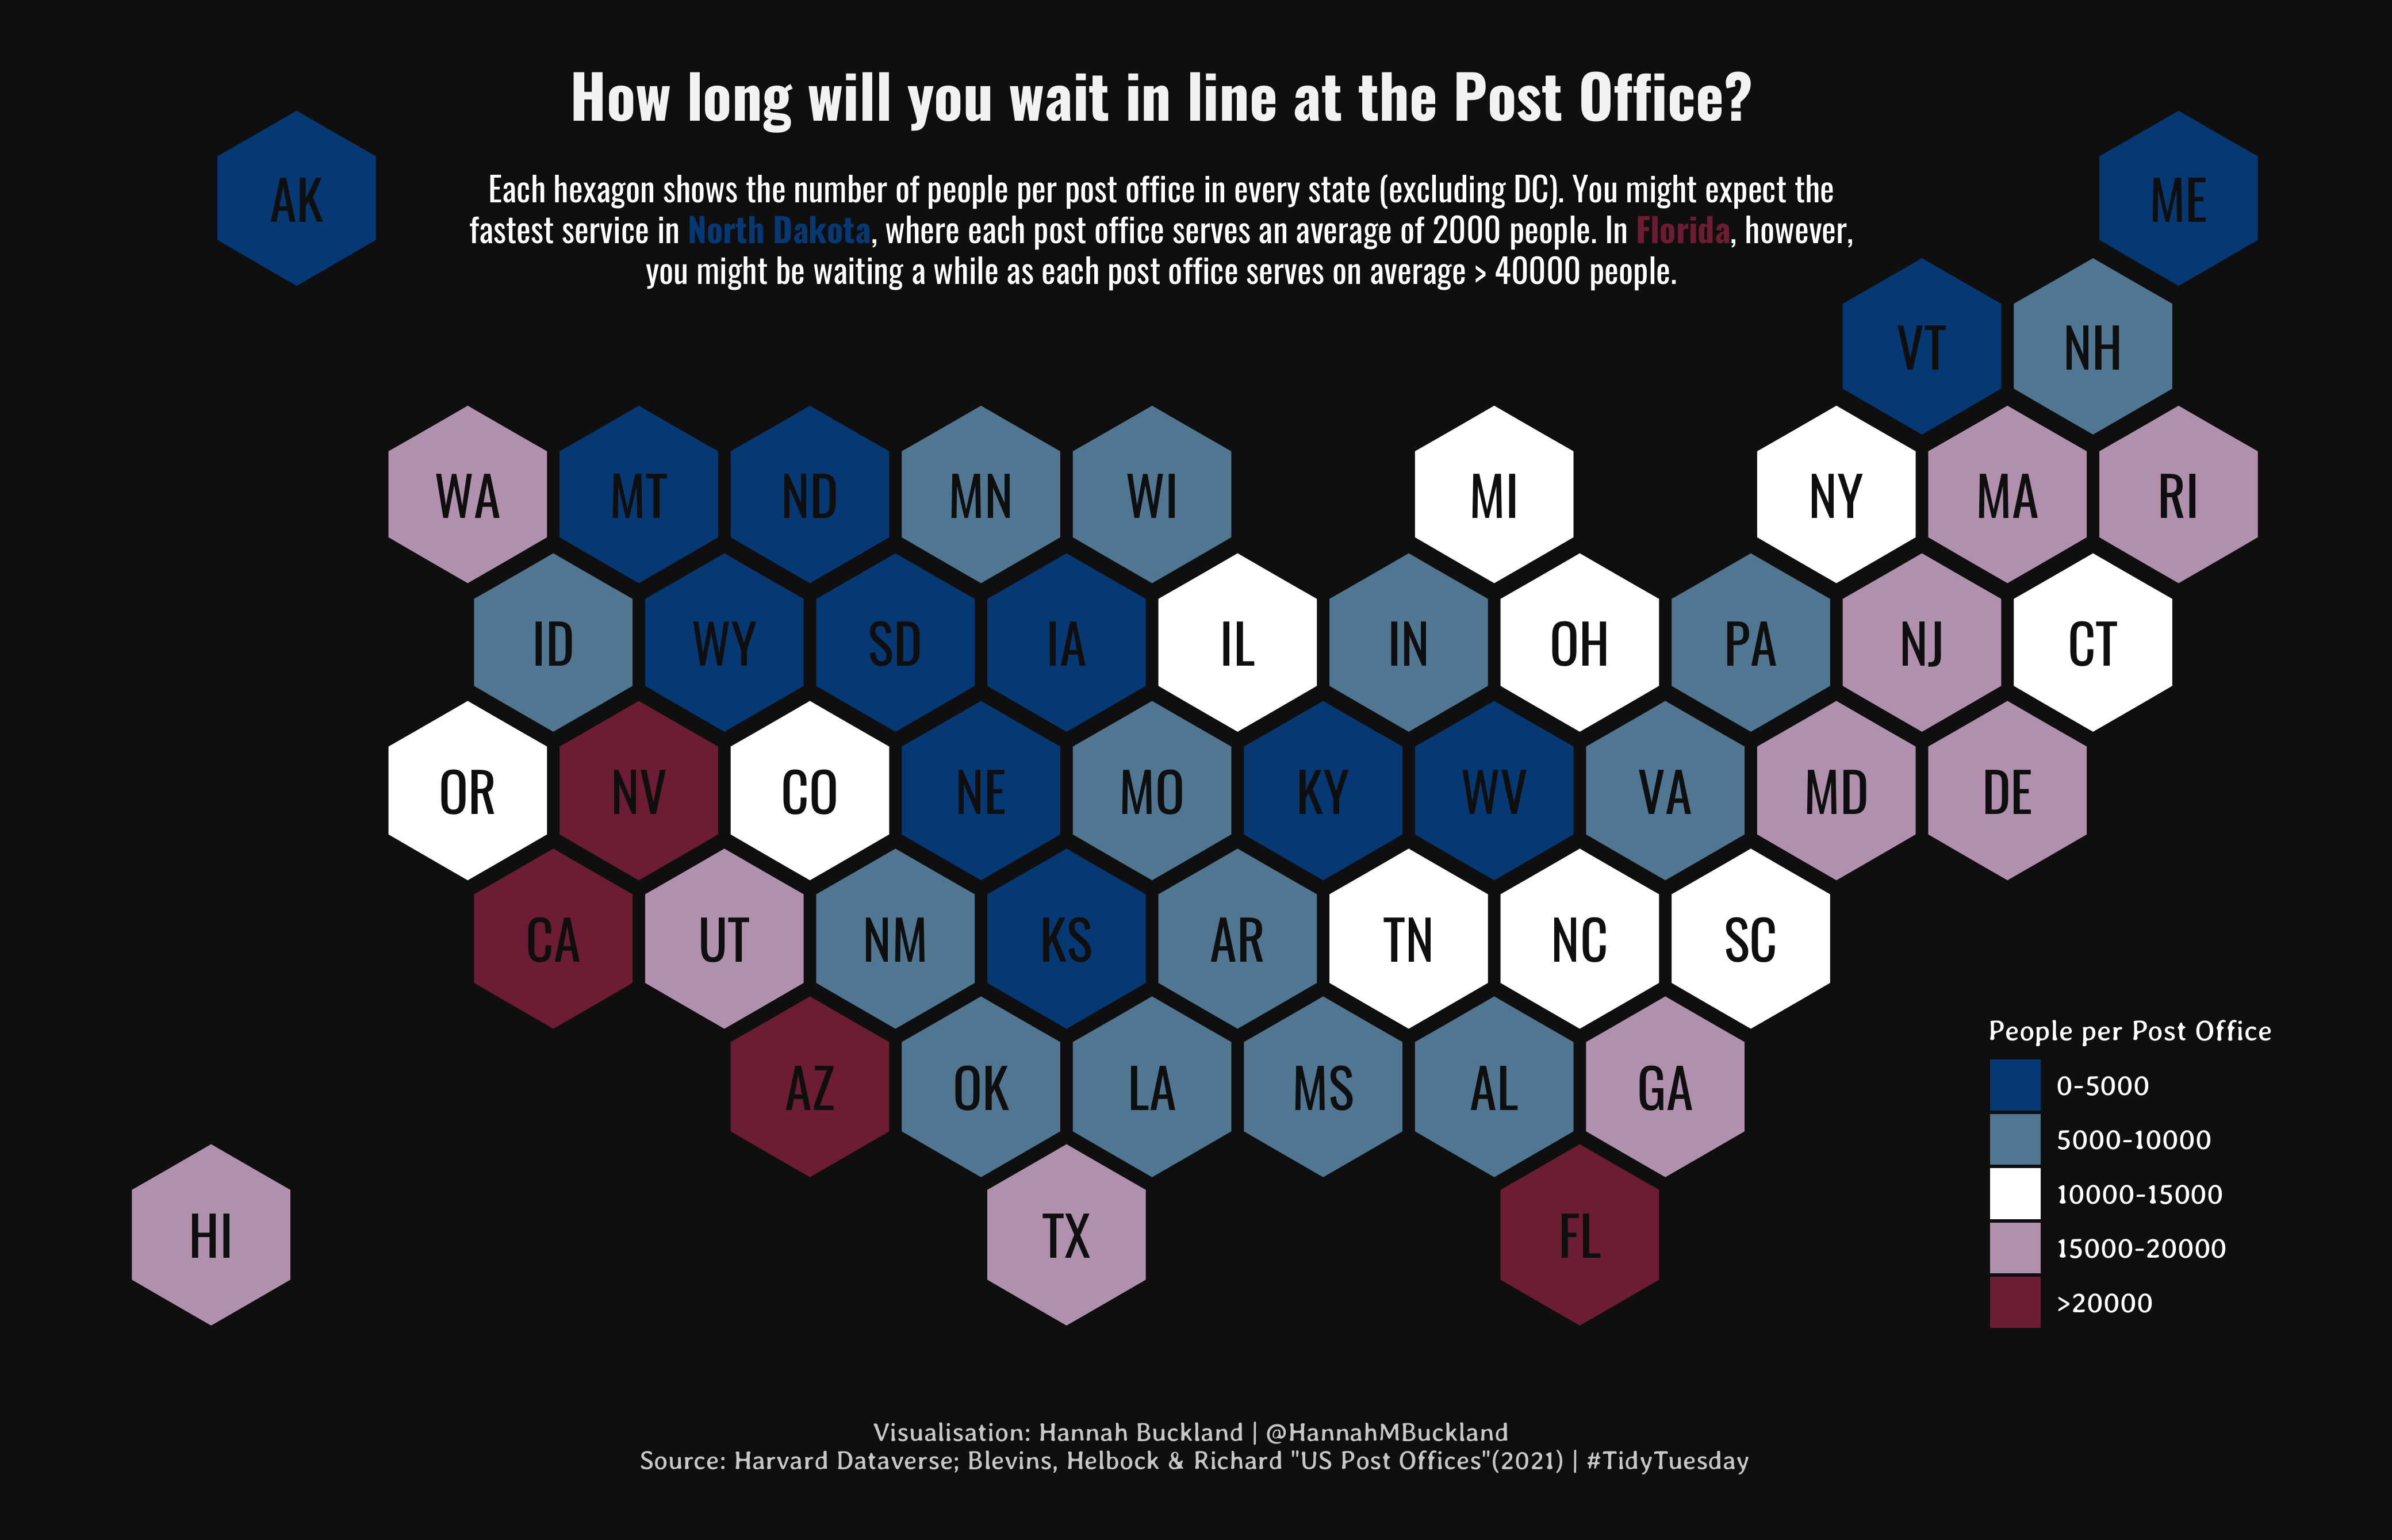 How long will you wait in line at the Post Office?
Each hexagon shows the number of people per post office in every state (excluding DC). You might expect the
fastest service in North Dakota, where each post office serves an average of 2000 people. In Florida, however,
you might be waiting a while as each post office serves on average > 40000 people.
AK
ME
VT
NH
WA
MT
ND
MN
WI
MI
NY
MA
RI
ID
WY
SD
IA
IL
IN
OH
PA
NJ
CT
OR
NV
CO
NE
MO
KY
WV
VA
MD
DE
CA
UT
NM
KS
AR
TN
NC
SC
AZ
OK
LA
MS
AL
GA
HI
TX
FL
People per Post Office
0-5000
5000-10000
10000-15000
15000-20000
>20000
Visualisation: Hannah Buckland | @HannahMBuckland
Source: Harvard Dataverse; Blevins, Helbock & Richard "US Post Offices"(2021) | #TidyTuesday